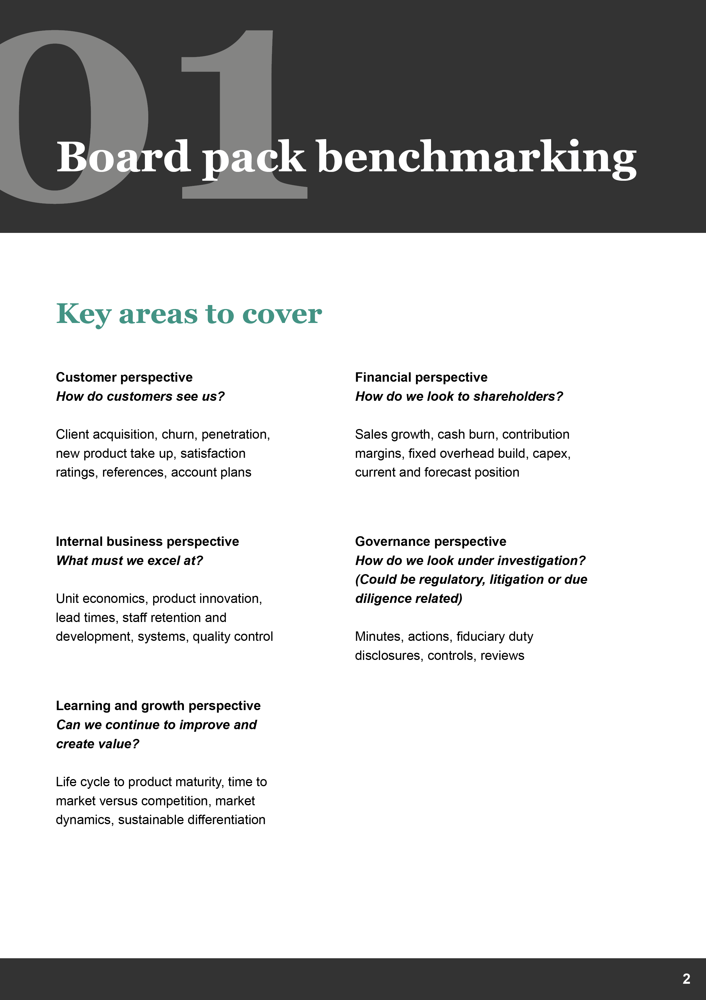 01
Board pack benchmarking
Key areas to cover
Customer perspective
How do customers see us?
Client acquisition, churn, penetration,
new product take up, satisfaction
ratings, references, account plans
Financial perspective
How do we look to shareholders?
Sales growth, cash burn, contribution
margins, fixed overhead build, capex,
current and forecast position
Internal business perspective
What must we excel at?
Unit economics, product innovation,
lead times, staff retention and
development, systems, quality control
Governance perspective
How do we look under investigation?
(Could be regulatory, litigation or due
diligence related)
Minutes, actions, fiduciary duty
disclosures, controls, reviews
Learning and growth perspective
Can we continue to improve and
create value?
Life cycle to product maturity, time to
market versus competition, market
dynamics, sustainable differentiation
2